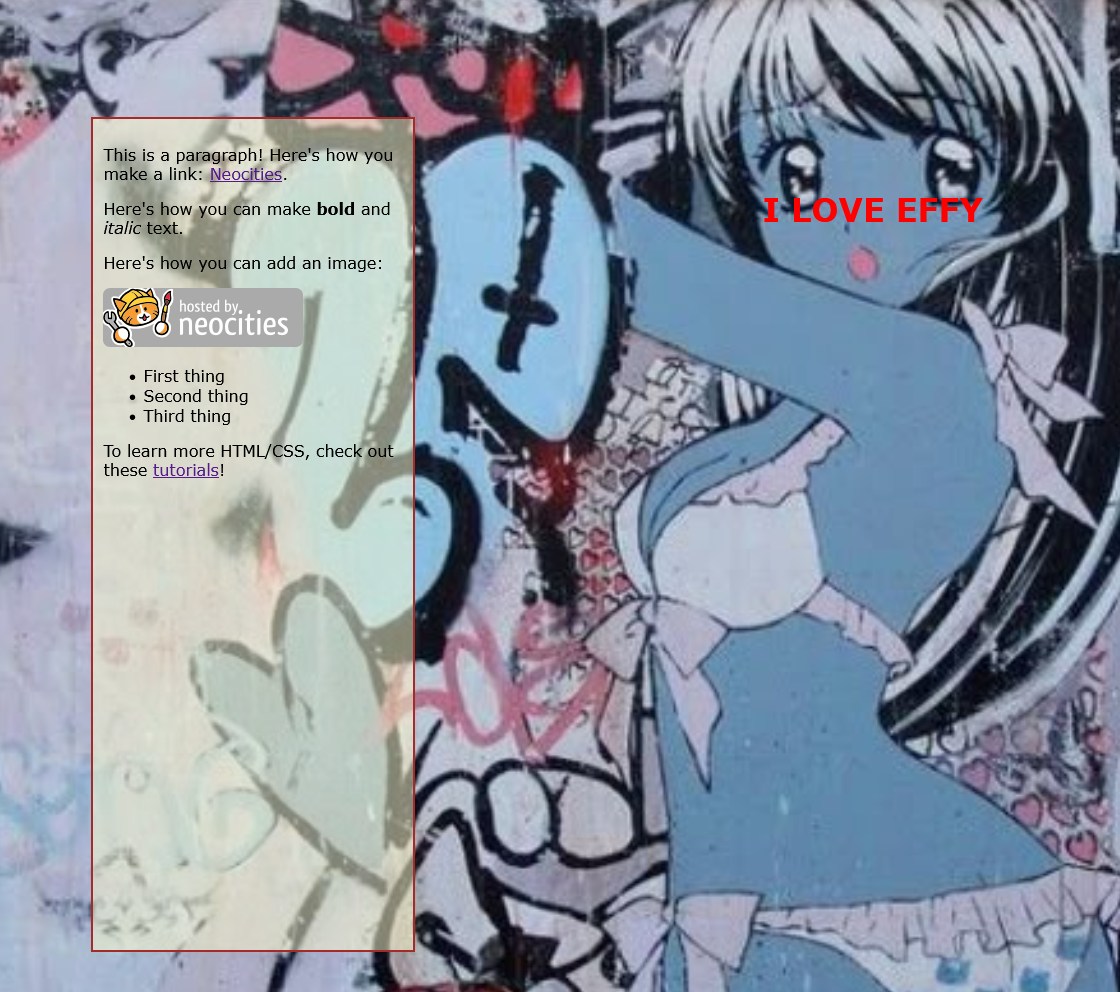 This is a paragraph! Here's how you
make a link: Neocities.
Here's how you can make bold and
italic text.
Here's how you can add an image:
hosted by
neocities
• First thing
• Second thing
• Third thing
To learn more HTML/CSS, check out
these tutorials!
I LOVE EFFY